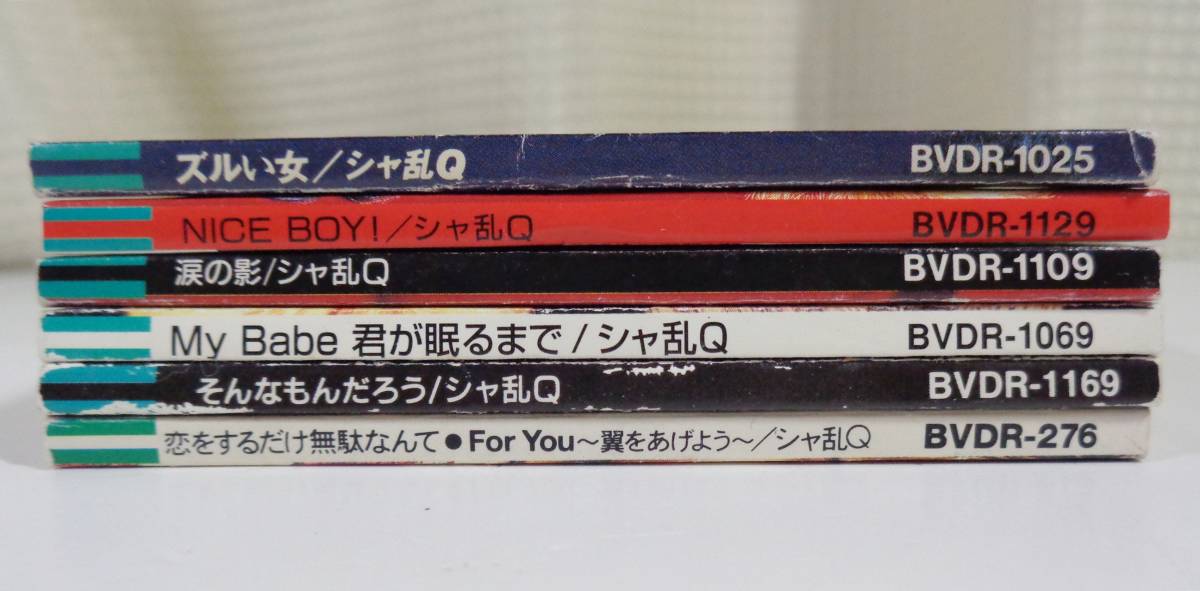 ズルい女/シャ乱Q BVDR-1025
NICE BOY!/シャ乱Q BVDR-1129
涙の影/シャ乱Q BVDR-1109
My Babe 君が眠るまで/シャ乱Q BVDR-1069
そんなもんだろう/シャ乱Q BVDR-1169
恋をするだけ無駄なんて●For You～翼をあげよう～/シャ乱Q BVDR-276